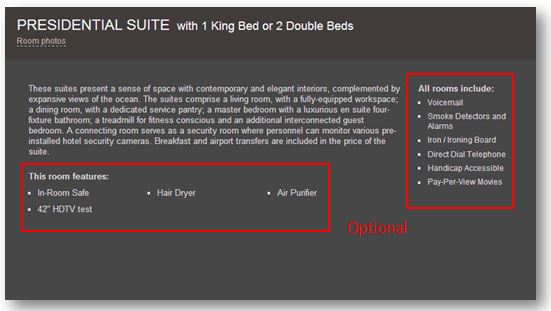 PRESIDENTIAL SUITE with 1 King Bed or 2 Double Beds
Room photos
These suites present a sense of space with contemporary and elegant interiors, complemented by
expansive views of the ocean. The suites comprise a living room, with a fully-equipped workspace;
a dining room, with a dedicated service pantry; a master bedroom with a luxurious en suite four-
fixture bathroom; a treadmill for fitness conscious and an additional interconnected guest
bedroom. A connecting room serves as a security room where personnel can monitor various pre-
installed hotel security cameras. Breakfast and airport transfers are included in the price of the
suite.
This room features:
In-Room Safe
Hair Dryer
Air Purifier
42" HDTV test
All rooms include:
Voicemail
Smoke Detectors and
Alarms
Iron / Ironing Board
Direct Dial Telephone
Handicap Accessible
Pay-Per-View Movies
Optional